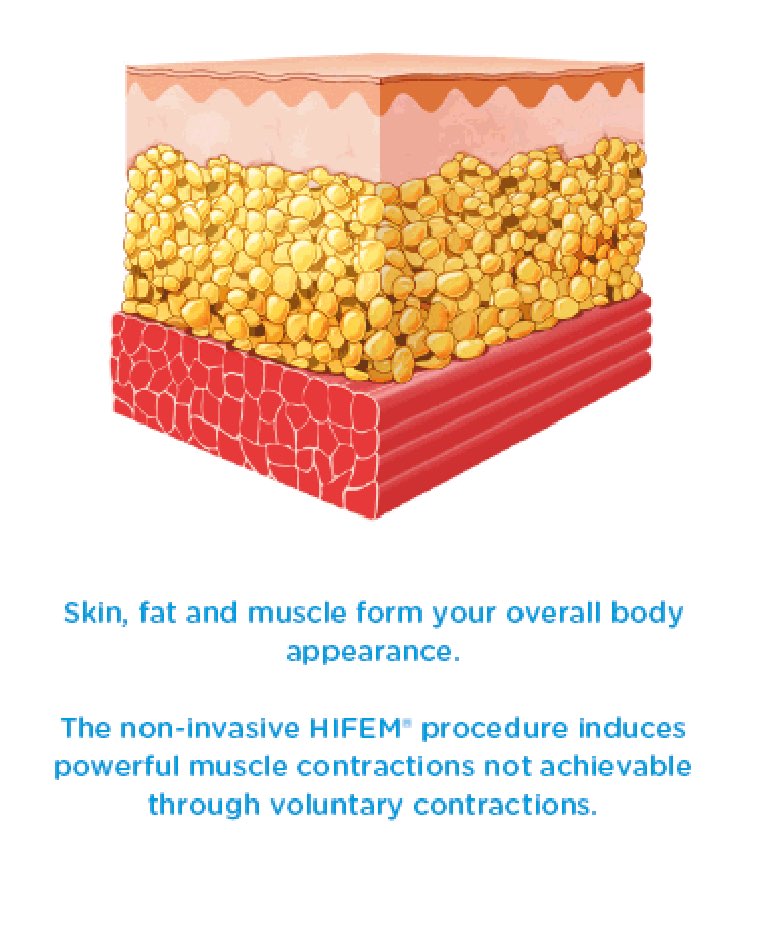 Skin, fat and muscle form your overall body
appearance.
The non-invasive HIFEM® procedure induces
powerful muscle contractions not achievable
through voluntary contractions.